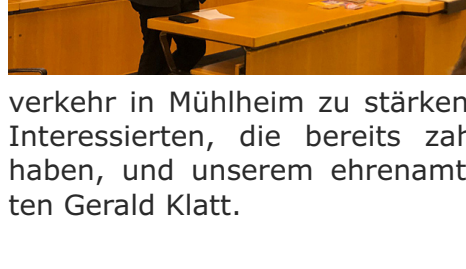 verkehr in Mühlheim zu stärken
Interessierten, die bereits zah
haben, und unserem ehrenamt
ten Gerald Klatt.